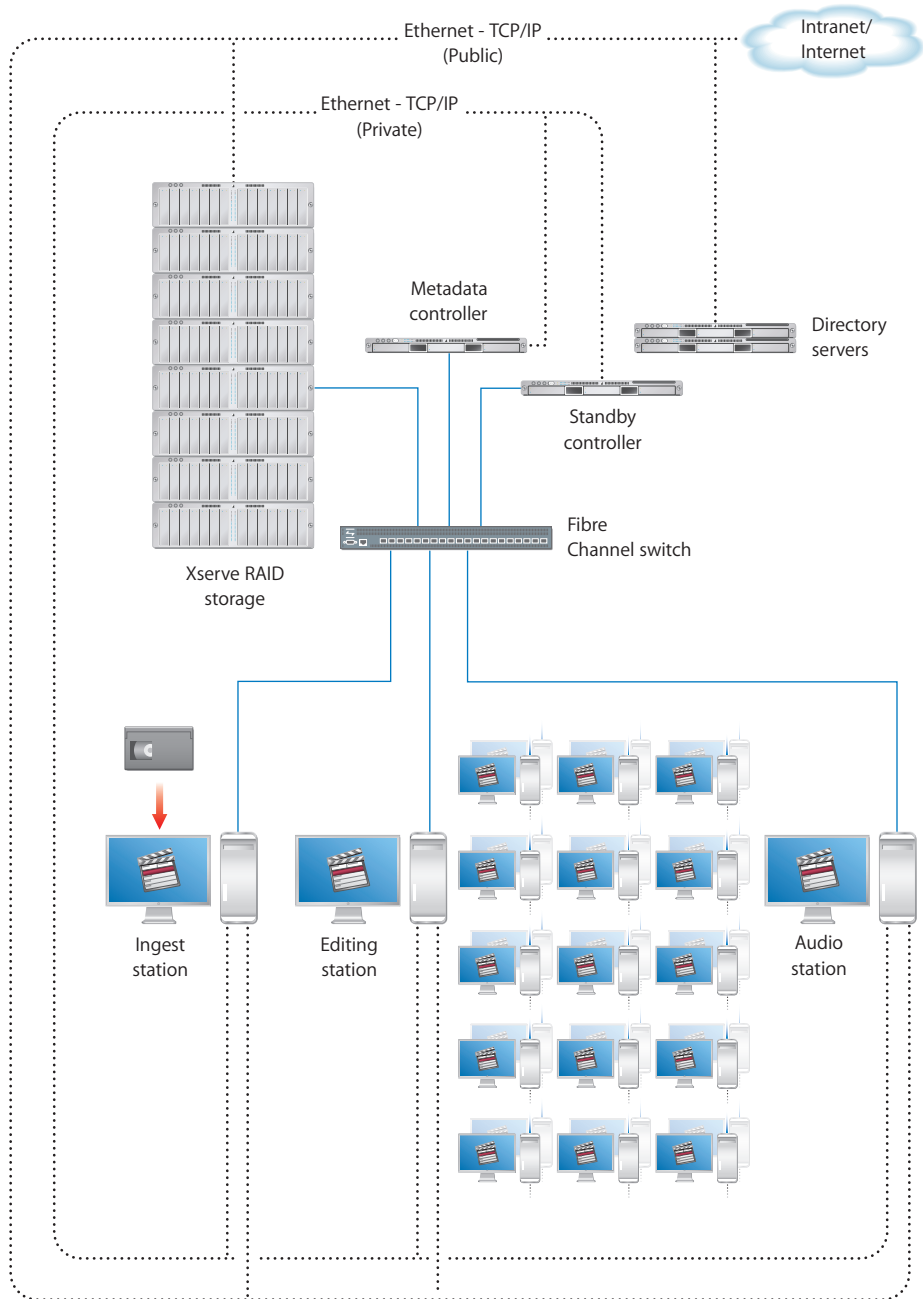 Ethernet - TCP/IP
(Public)
Intranet/
Internet
Ethernet - TCP/IP
(Private)
Metadata
controller
Directory
servers
Standby
controller
Fibre
Channel switch
Xserve RAID
storage
Ingest
station
Editing
station
Audio
station